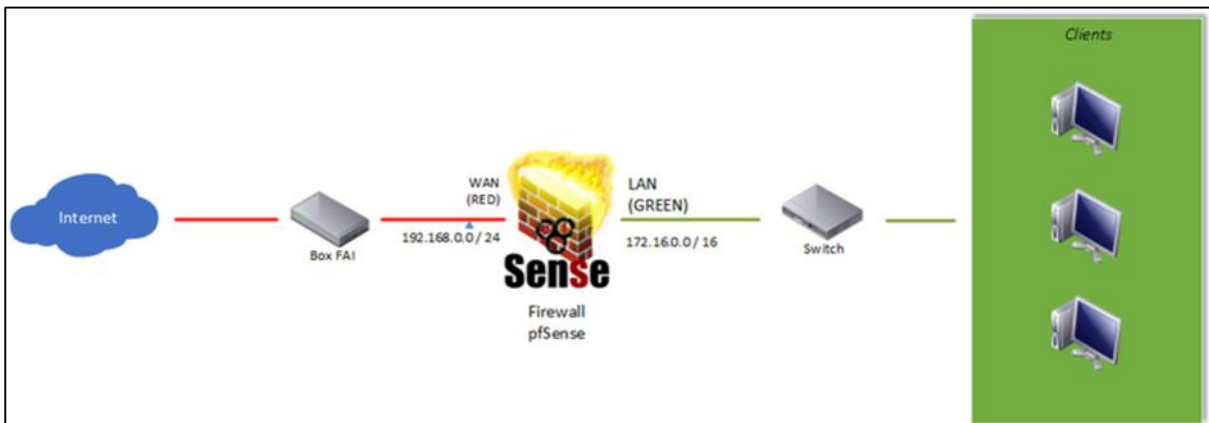 Clients
Internet
Box FAI
WAN
(RED)
192.168.0.0 / 24
Sense
Firewall
pfSense
LAN
(GREEN)
172.16.0.0 / 16
Switch